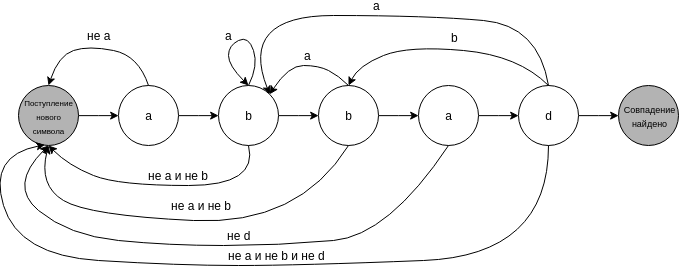 a
не a
a
a
b
Поступление
нового
символа
a
b
b
a
d
Совпадение
найдено
не a и не b
не a и не b
не d
не a и не b и не d